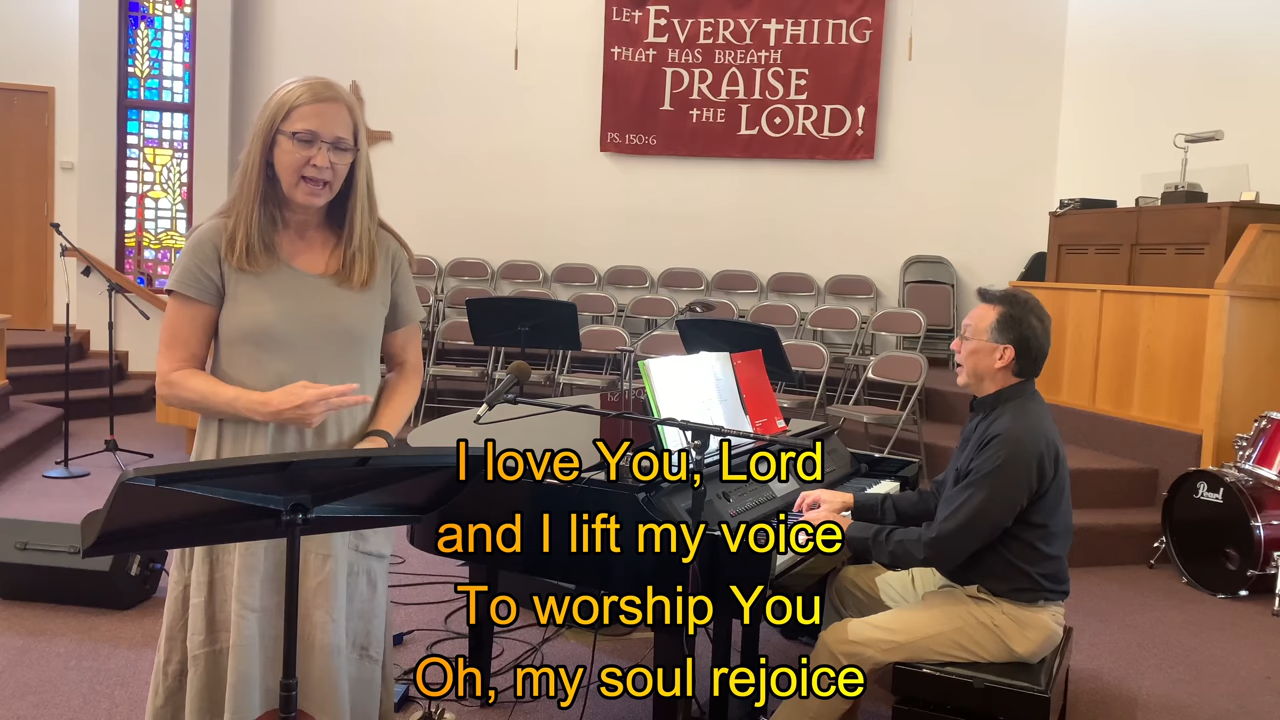 LET EVERYTHING
THAT HAS BREATH
PRAISE
THE LORD!
PS. 150:6
I love You, Lord
and I lift my voice
To worship You
Oh, my soul rejoice
Pearl